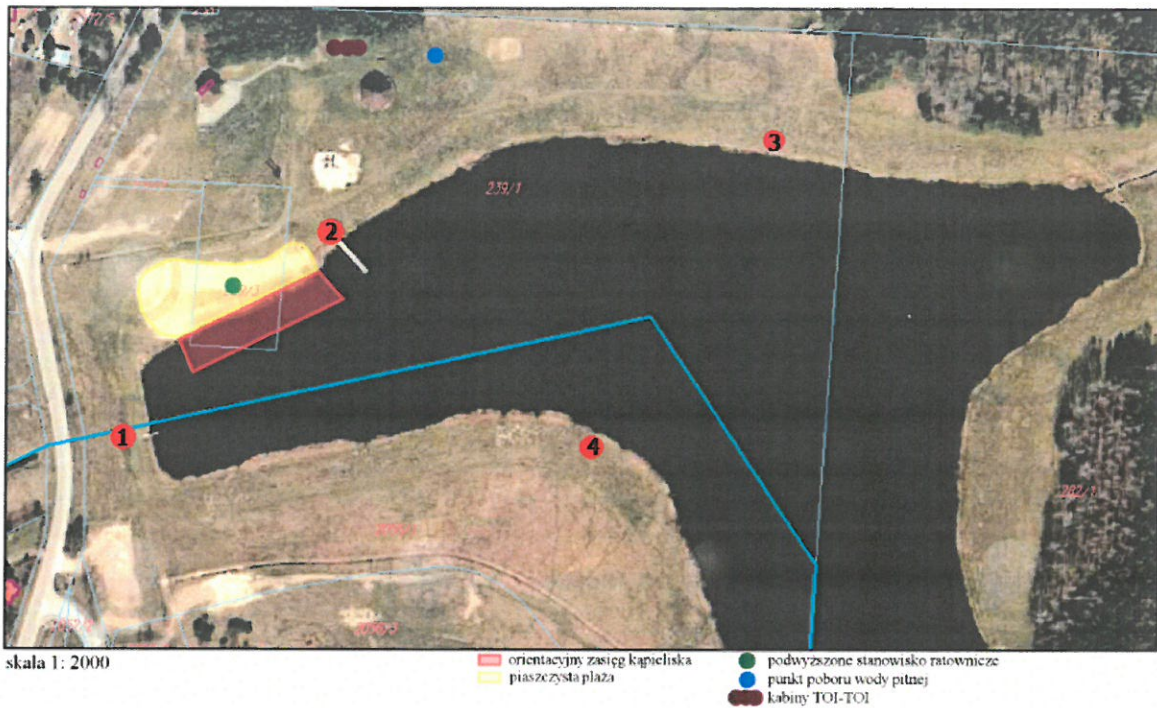 3
239/1
2
1
4
282/1
skala 1: 2000
orientacyjny zasięg kąpieliska
piaszczysta plaża
podwyższone stanowisko ratownicze
punkt poboru wody pitnej
kabiny TOI-TOI